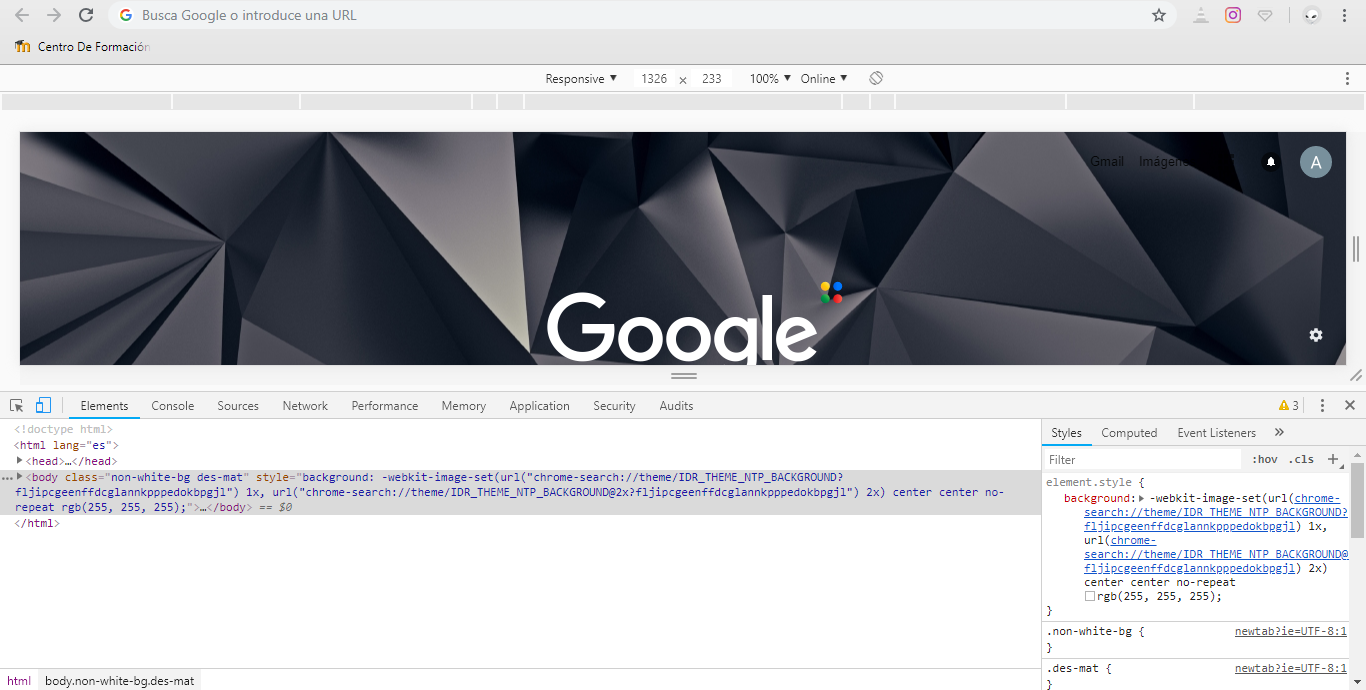 Busca Google o introduce una URL
Centro De Formación
Responsive ▼ 1326 × 233 100% ▼ Online ▼
Gmail Imágenes
A
Google
Elements Console Sources Network Performance Memory Application Security Audits 3
<!doctype html>
<html lang="es">
<head>…</head>
<body class="non-white-bg des-mat" style="background: -webkit-image-set(url("chrome-search://theme/IDR_THEME_NTP_BACKGROUND?
fljipcgeenffdcglannkpppedokbpgjl") 1x, url("chrome-search://theme/IDR_THEME_NTP_BACKGROUND@2x?fljipcgeenffdcglannkpppedokbpgjl") 2x) center center no-
repeat rgb(255, 255, 255);">…</body> == $0
</html>
html body.non-white-bg.des-mat
Styles Computed Event Listeners »
Filter :hov .cls +
element.style {
background: -webkit-image-set(url(chrome-
search://theme/IDR_THEME_NTP_BACKGROUND?
fljipcgeenffdcglannkpppedokbpgjl) 1x,
url(chrome-
search://theme/IDR_THEME_NTP_BACKGROUND@
fljipcgeenffdcglannkpppedokbpgjl) 2x)
center center no-repeat
rgb(255, 255, 255);
}
.non-white-bg { newtab?ie=UTF-8:1
}
.des-mat { newtab?ie=UTF-8:1
}